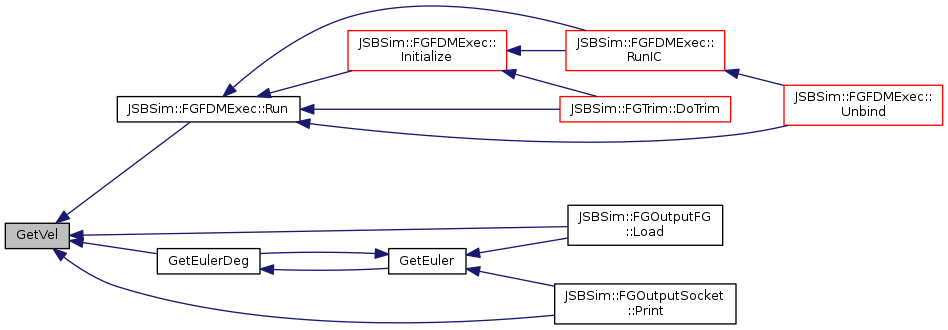 JSBSim::FGFDMExec::
Initialize
JSBSim::FGFDMExec::
RunIC
JSBSim::FGFDMExec::Run
JSBSim::FGTrim::DoTrim
JSBSim::FGFDMExec::
Unbind
GetVel
JSBSim::FGOutputFG
::Load
GetEulerDeg
GetEuler
JSBSim::FGOutputSocket
::Print